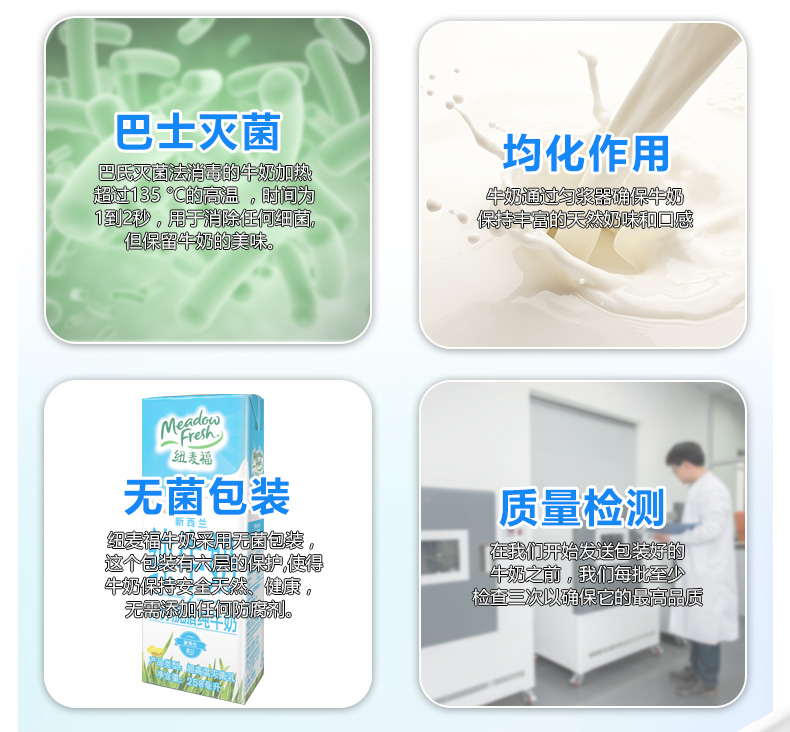 巴士灭菌
巴氏灭菌法消毒的牛奶加热
超过135 °C的高温 ，时间为
1到2秒，用于消除任何细菌,
但保留牛奶的美味。
均化作用
牛奶通过匀浆器确保牛奶
保持丰富的天然奶味和口感
Meadow
Fresh
纽麦福
无菌包装
新西兰
纽麦福牛奶采用无菌包装，
这个包装有六层的保护,使得
牛奶保持安全天然、健康，
无需添加任何防腐剂。
质量检测
在我们开始发送包装好的
牛奶之前，我们每批至少
检查三次以确保它的最高品质